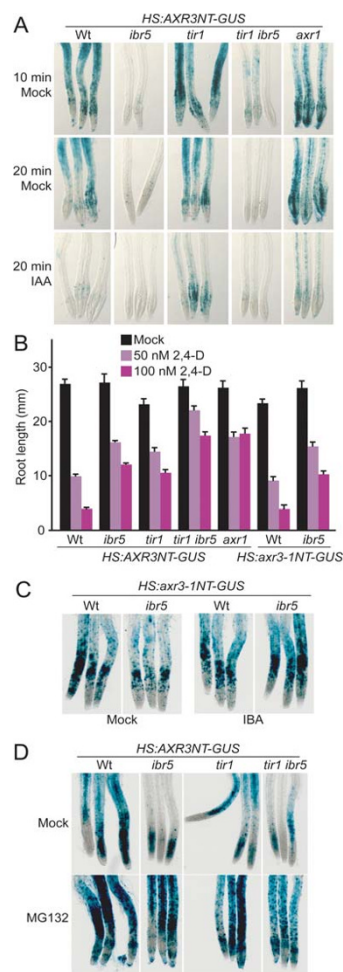 A
HS:AXR3NT-GUS
Wt ibr5 tir1 tir1 ibr5 axr1
10 min
Mock
20 min
Mock
20 min
IAA
B
Mock
50 nM 2,4-D
100 nM 2,4-D
Root length (mm)
30
20
10
0
Wt ibr5 tir1 tir1 ibr5 axr1 Wt ibr5
HS:AXR3NT-GUS HS:axr3-1NT-GUS
C
HS:axr3-1NT-GUS
Wt ibr5 Wt ibr5
Mock IBA
D
HS:AXR3NT-GUS
Wt ibr5 tir1 tir1 ibr5
Mock
MG132